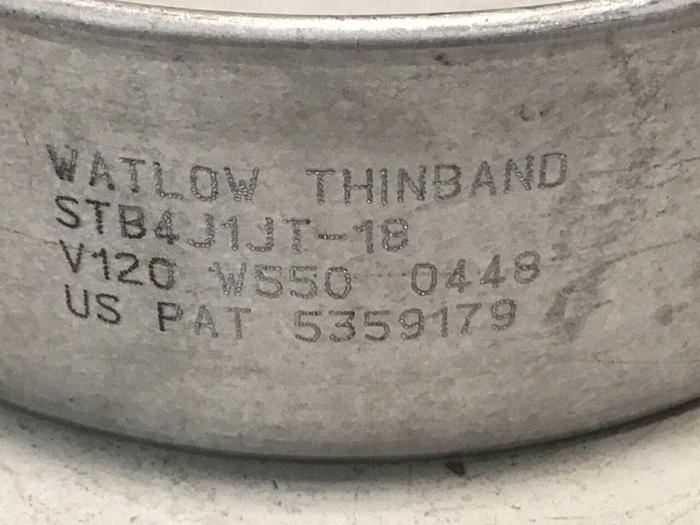 WATLOW THINBAND
STB4J1JT-18
V120 W550 0448
US PAT 5359179